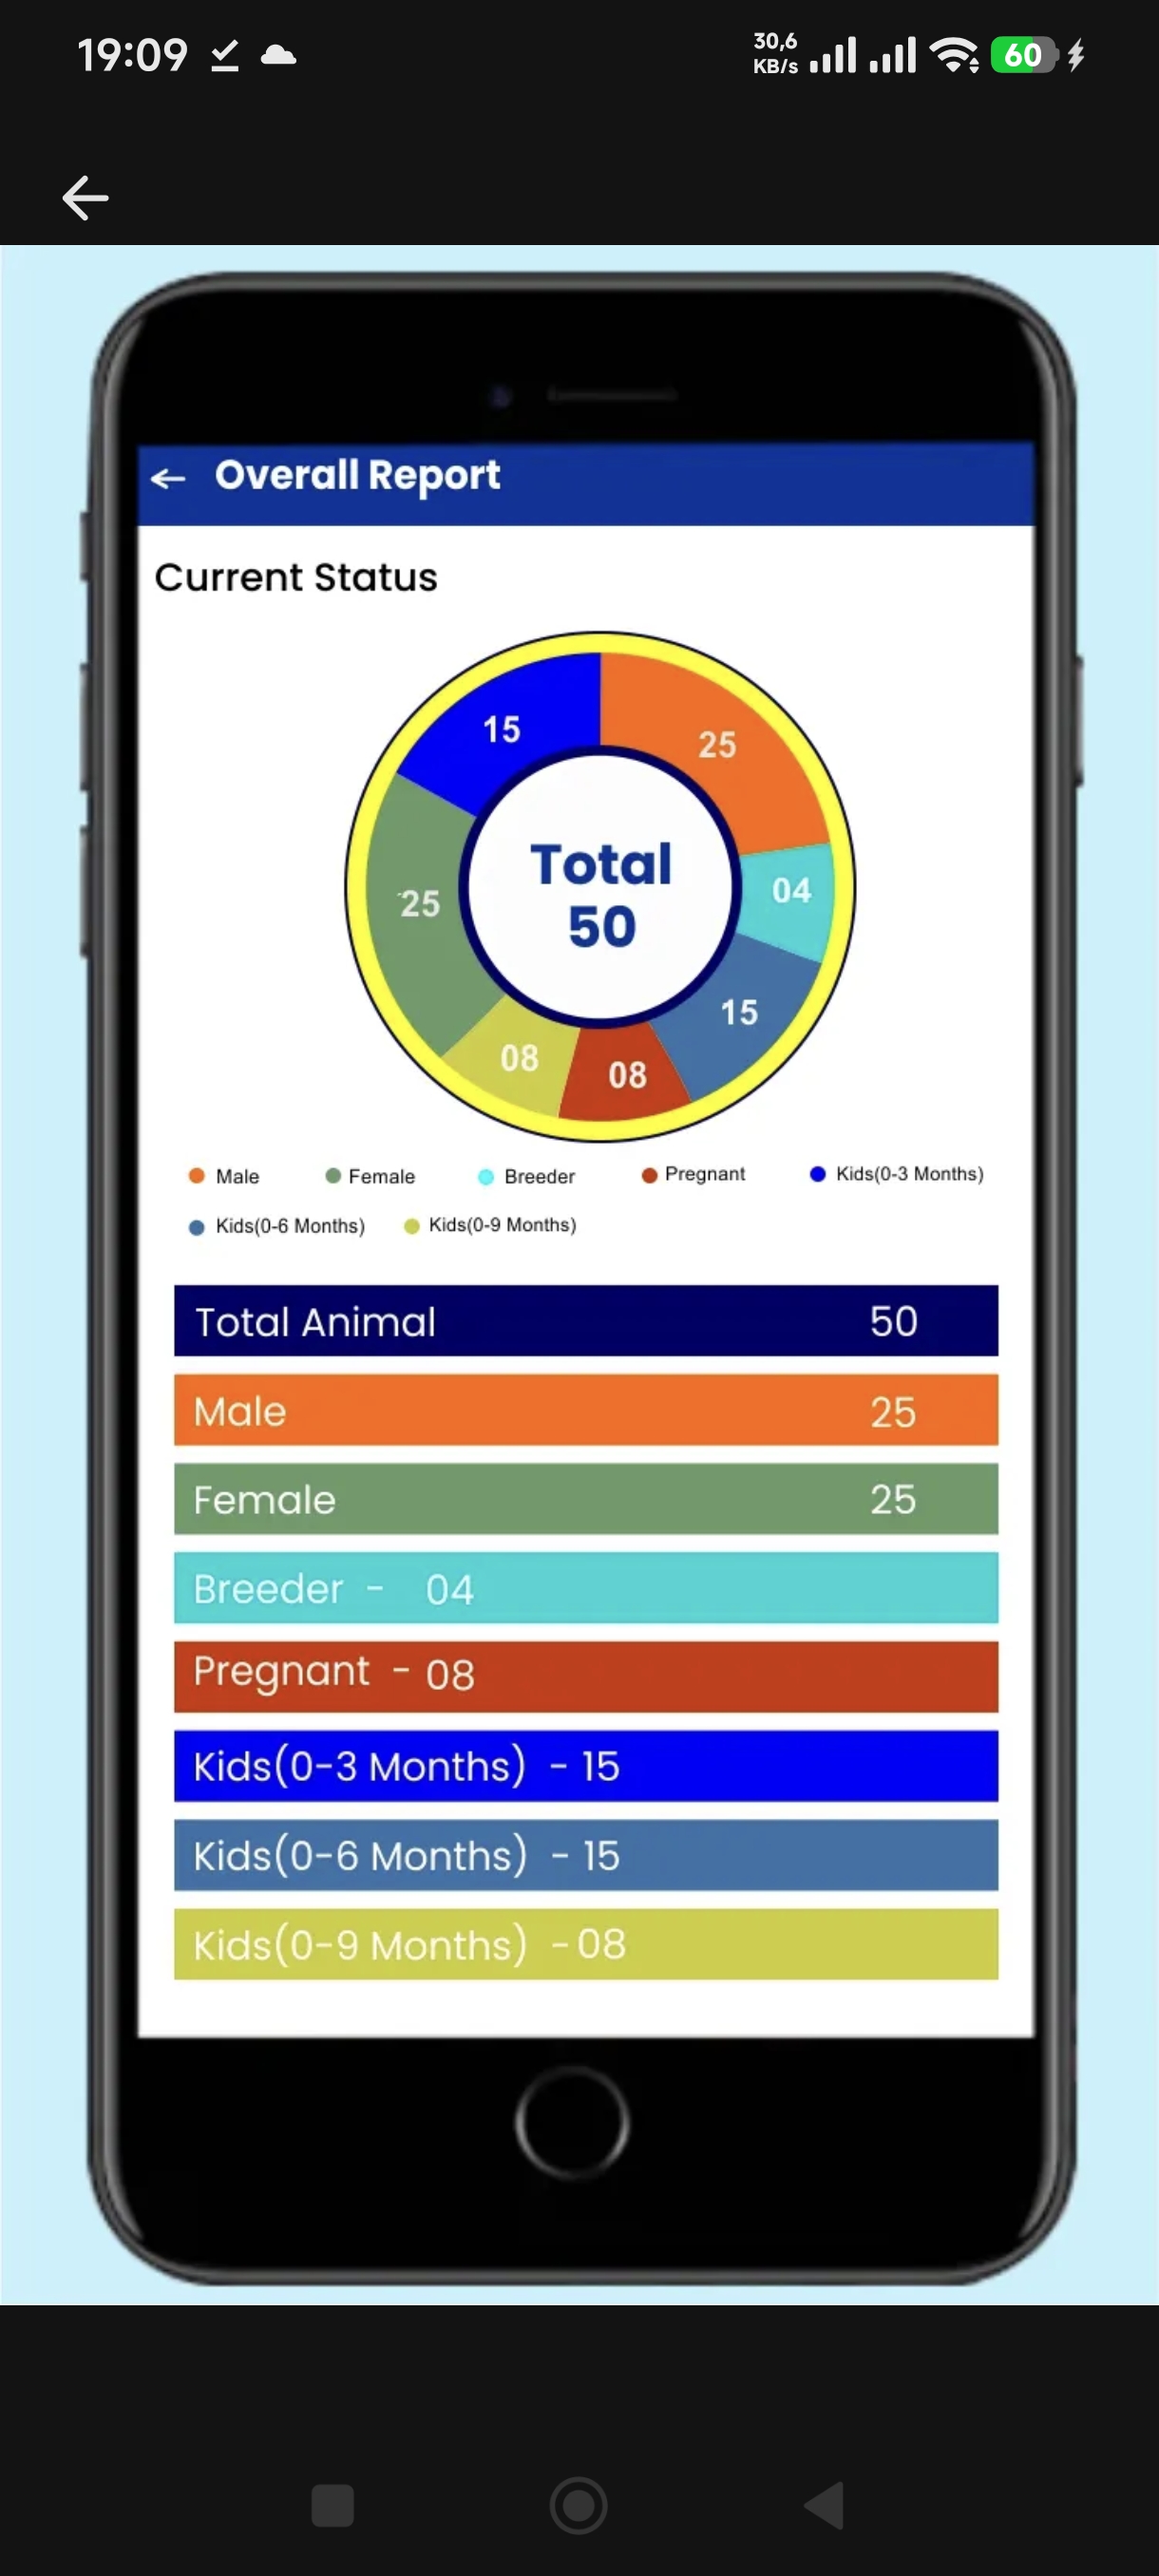 19:09
30,6
KB/s
60
Overall Report
Current Status
15
25
Total
50
04
25
15
08
08
Male Female Breeder Pregnant Kids(0-3 Months)
Kids(0-6 Months) Kids(0-9 Months)
Total Animal 50
Male 25
Female 25
Breeder - 04
Pregnant - 08
Kids(0-3 Months) - 15
Kids(0-6 Months) - 15
Kids(0-9 Months) - 08